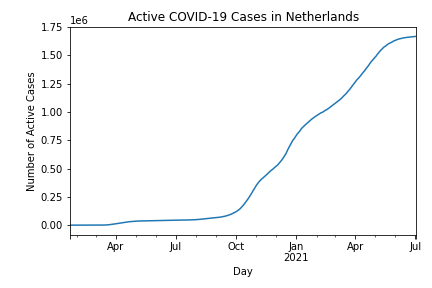 Active COVID-19 Cases in Netherlands
1e6
1.75
1.50
1.25
1.00
0.75
0.50
0.25
0.00
Number of Active Cases
Apr
Jul
Oct
Jan
2021
Apr
Jul
Day